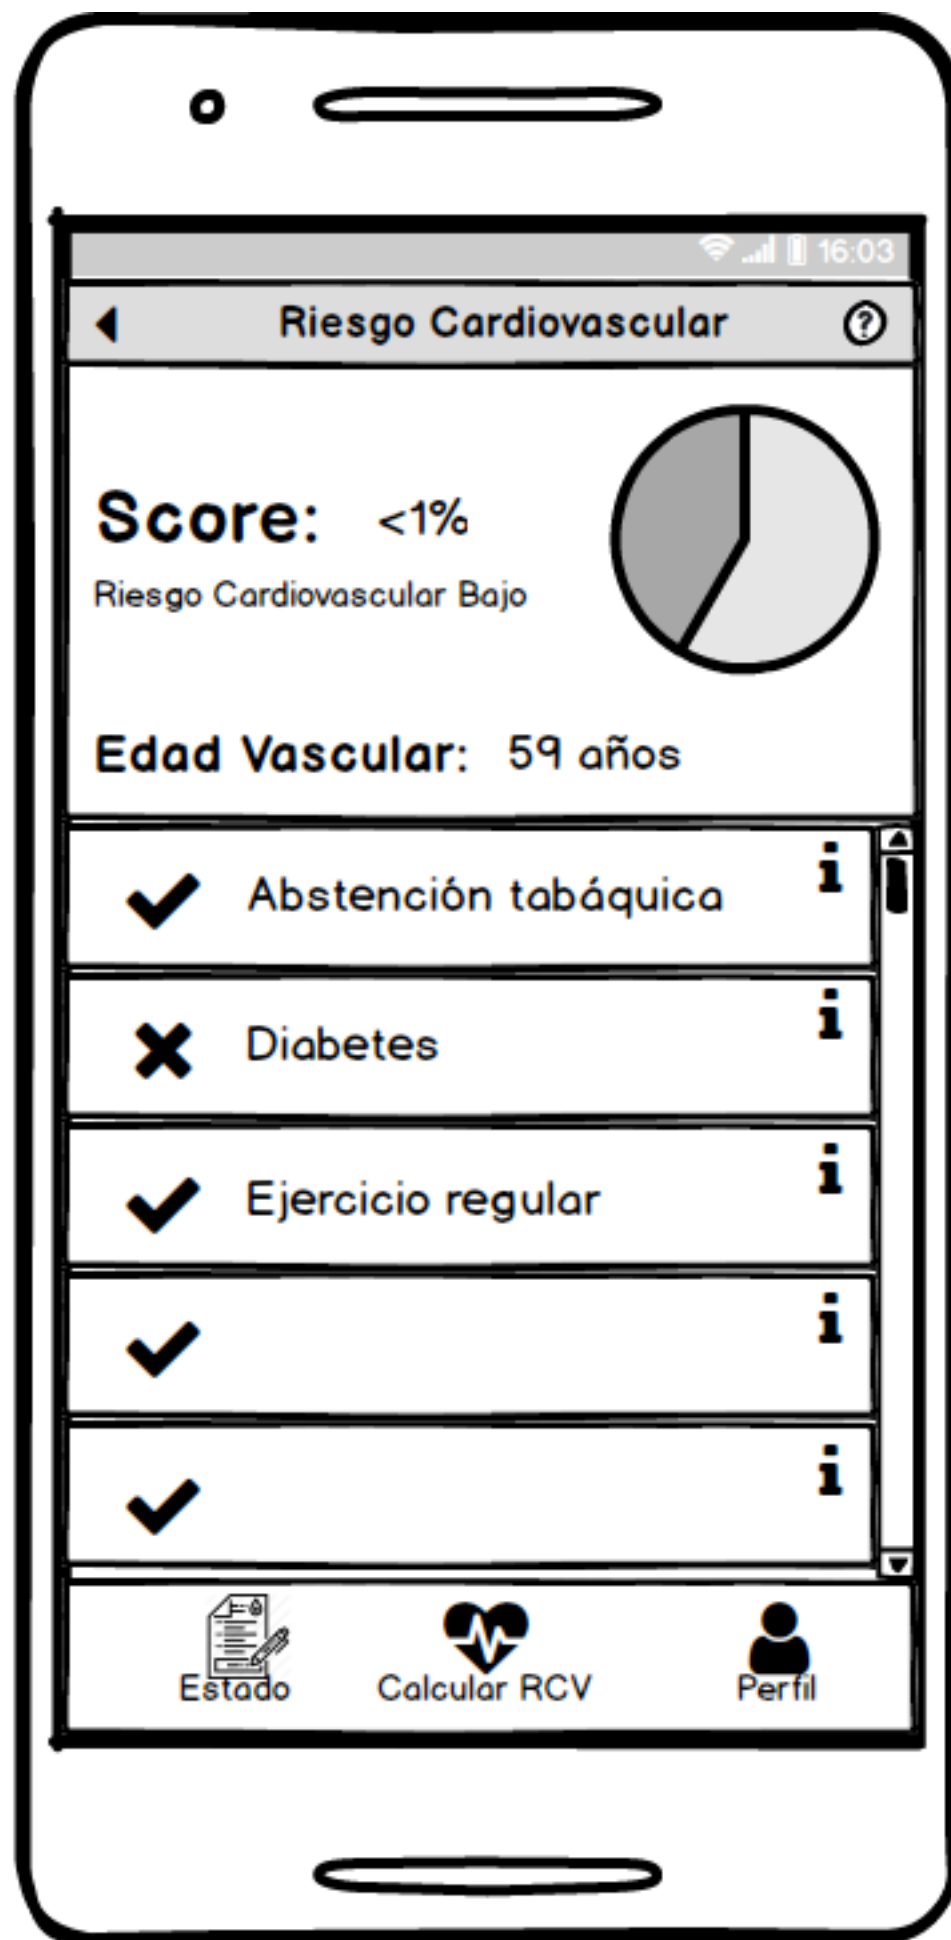 16:03
Riesgo Cardiovascular
Score: <1%
Riesgo Cardiovascular Bajo
Edad Vascular: 59 años
Abstención tabáquica
Diabetes
Ejercicio regular
Estado Calcular RCV Perfil